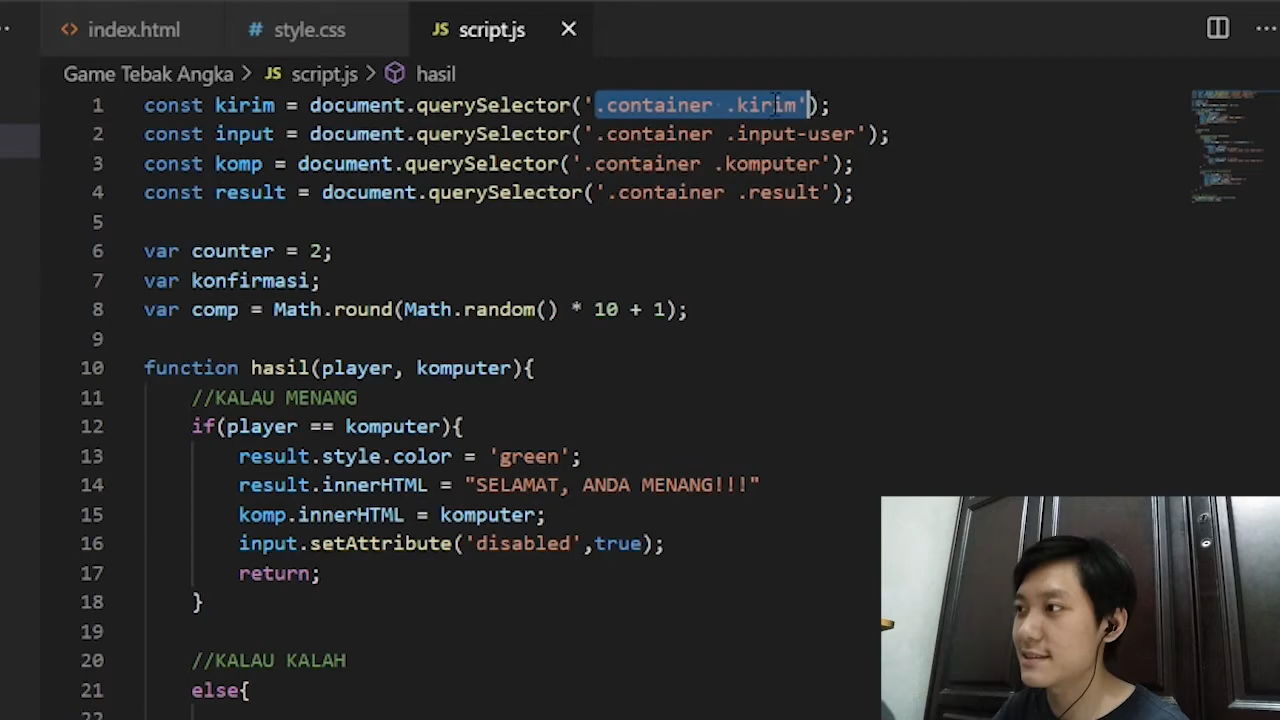 index.html
# style.css
JS script.js
Game Tebak Angka > JS script.js > hasil
1 const kirim = document.querySelector('.container .kirim');
2 const input = document.querySelector('.container .input-user');
3 const komp = document.querySelector('.container .komputer');
4 const result = document.querySelector('.container .result');
5
6 var counter = 2;
7 var konfirmasi;
8 var comp = Math.round(Math.random() * 10 + 1);
9
10 function hasil(player, komputer){
11 //KALAU MENANG
12 if(player == komputer){
13 result.style.color = 'green';
14 result.innerHTML = "SELAMAT, ANDA MENANG!!!"
15 komp.innerHTML = komputer;
16 input.setAttribute('disabled',true);
17 return;
18 }
19
20 //KALAU KALAH
21 else{